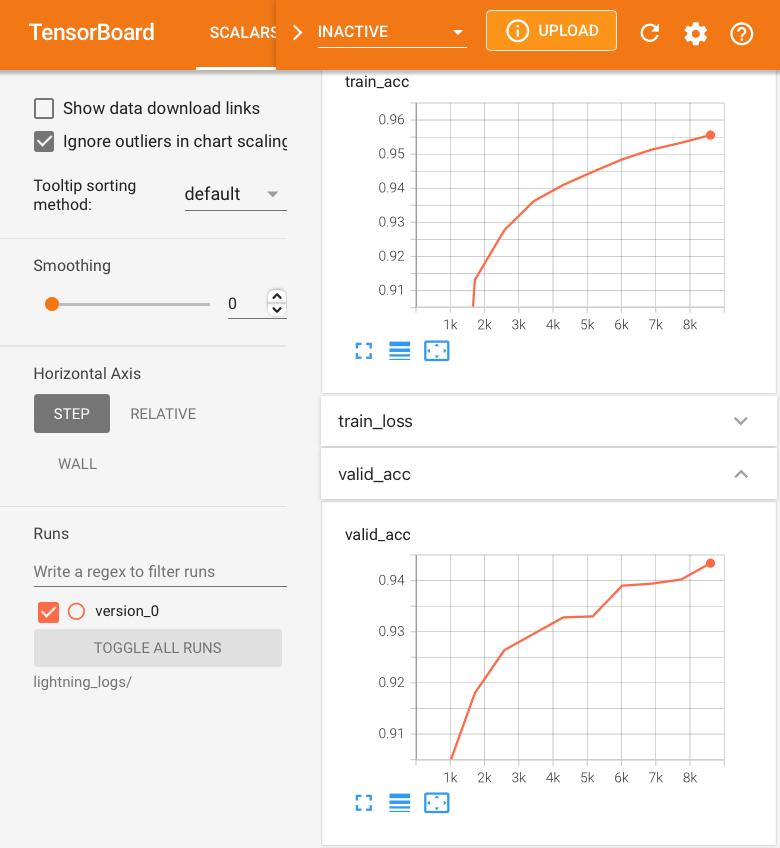 TensorBoard SCALARS INACTIVE UPLOAD
Show data download links
Ignore outliers in chart scaling
Tooltip sorting
method:
default
Smoothing
0
Horizontal Axis
STEP RELATIVE
WALL
Runs
Write a regex to filter runs
version_0
TOGGLE ALL RUNS
lightning_logs/
train_acc
0.96
0.95
0.94
0.93
0.92
0.91
1k 2k 3k 4k 5k 6k 7k 8k
train_loss
valid_acc
valid_acc
0.94
0.93
0.92
0.91
1k 2k 3k 4k 5k 6k 7k 8k